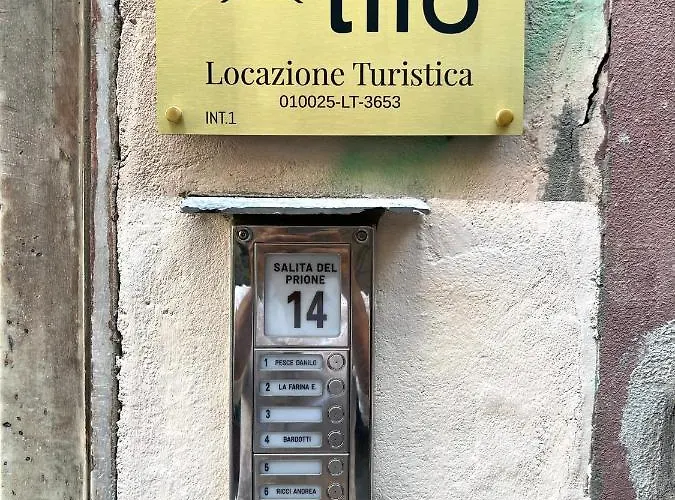 Locazione Turistica
010025-LT-3653
INT.1
SALITA DEL
PRIONE
14
1 PESCE DANILO
2 LA FARINA E.
3
4 BARDOTTI
5
6 RICCI ANDREA